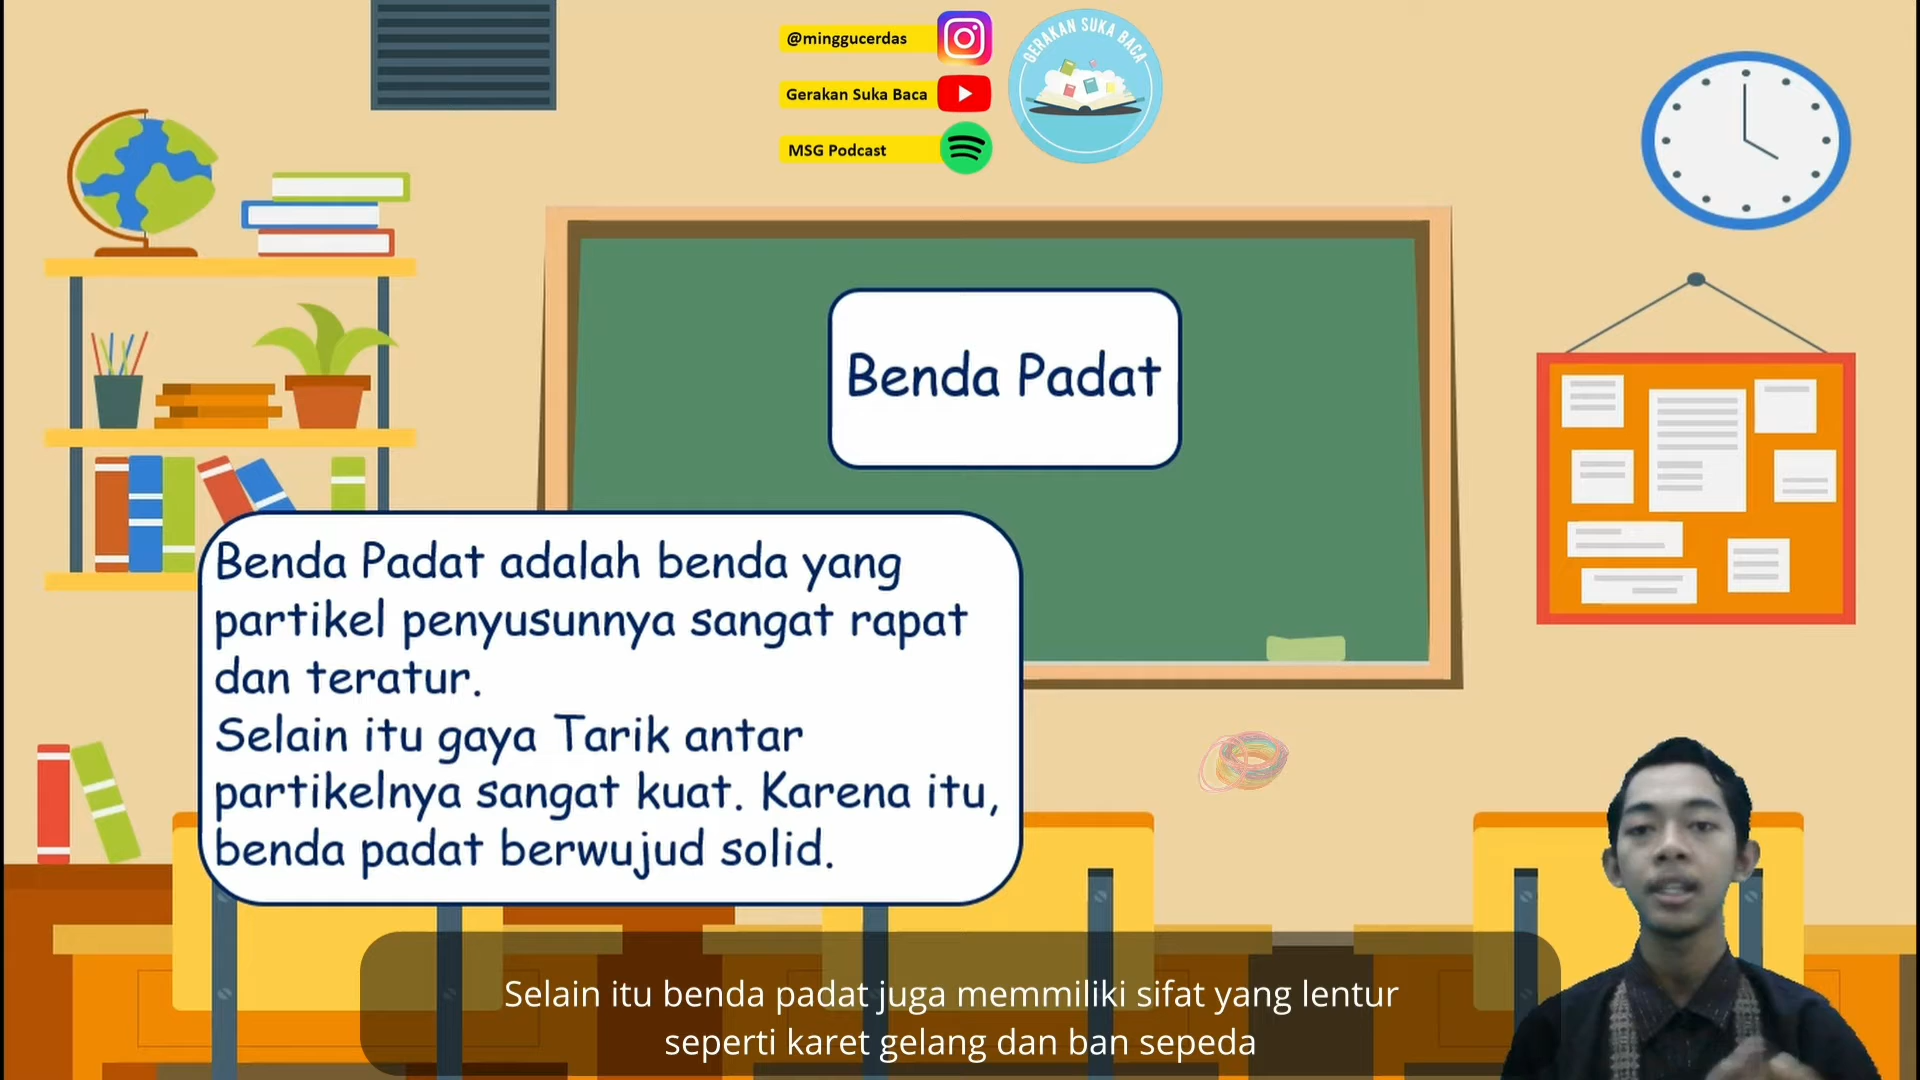 @minggucerdas
Gerakan Suka Baca
MSG Podcast
GERAKAN SUKA BACA
Benda Padat
Benda Padat adalah benda yang
partikel penyusunnya sangat rapat
dan teratur.
Selain itu gaya Tarik antar
partikelnya sangat kuat. Karena itu,
benda padat berwujud solid.
Selain itu benda padat juga memmiliki sifat yang lentur
seperti karet gelang dan ban sepeda